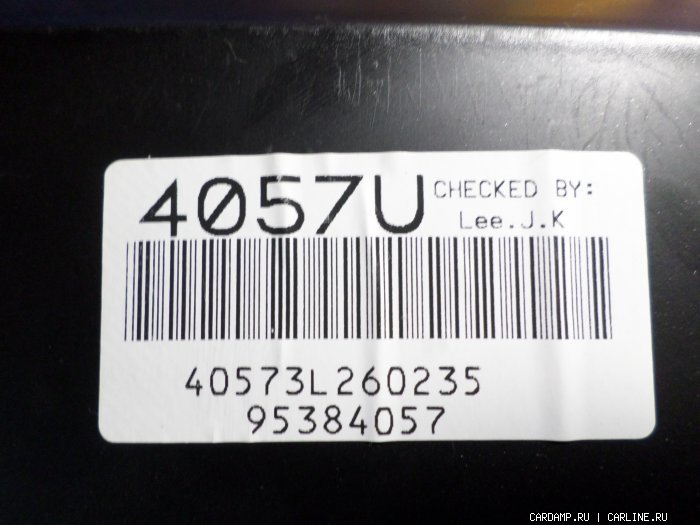 4057U
CHECKED BY:
Lee.J.K
40573L260235
95384057
CARDAMP.RU | CARLINE.RU